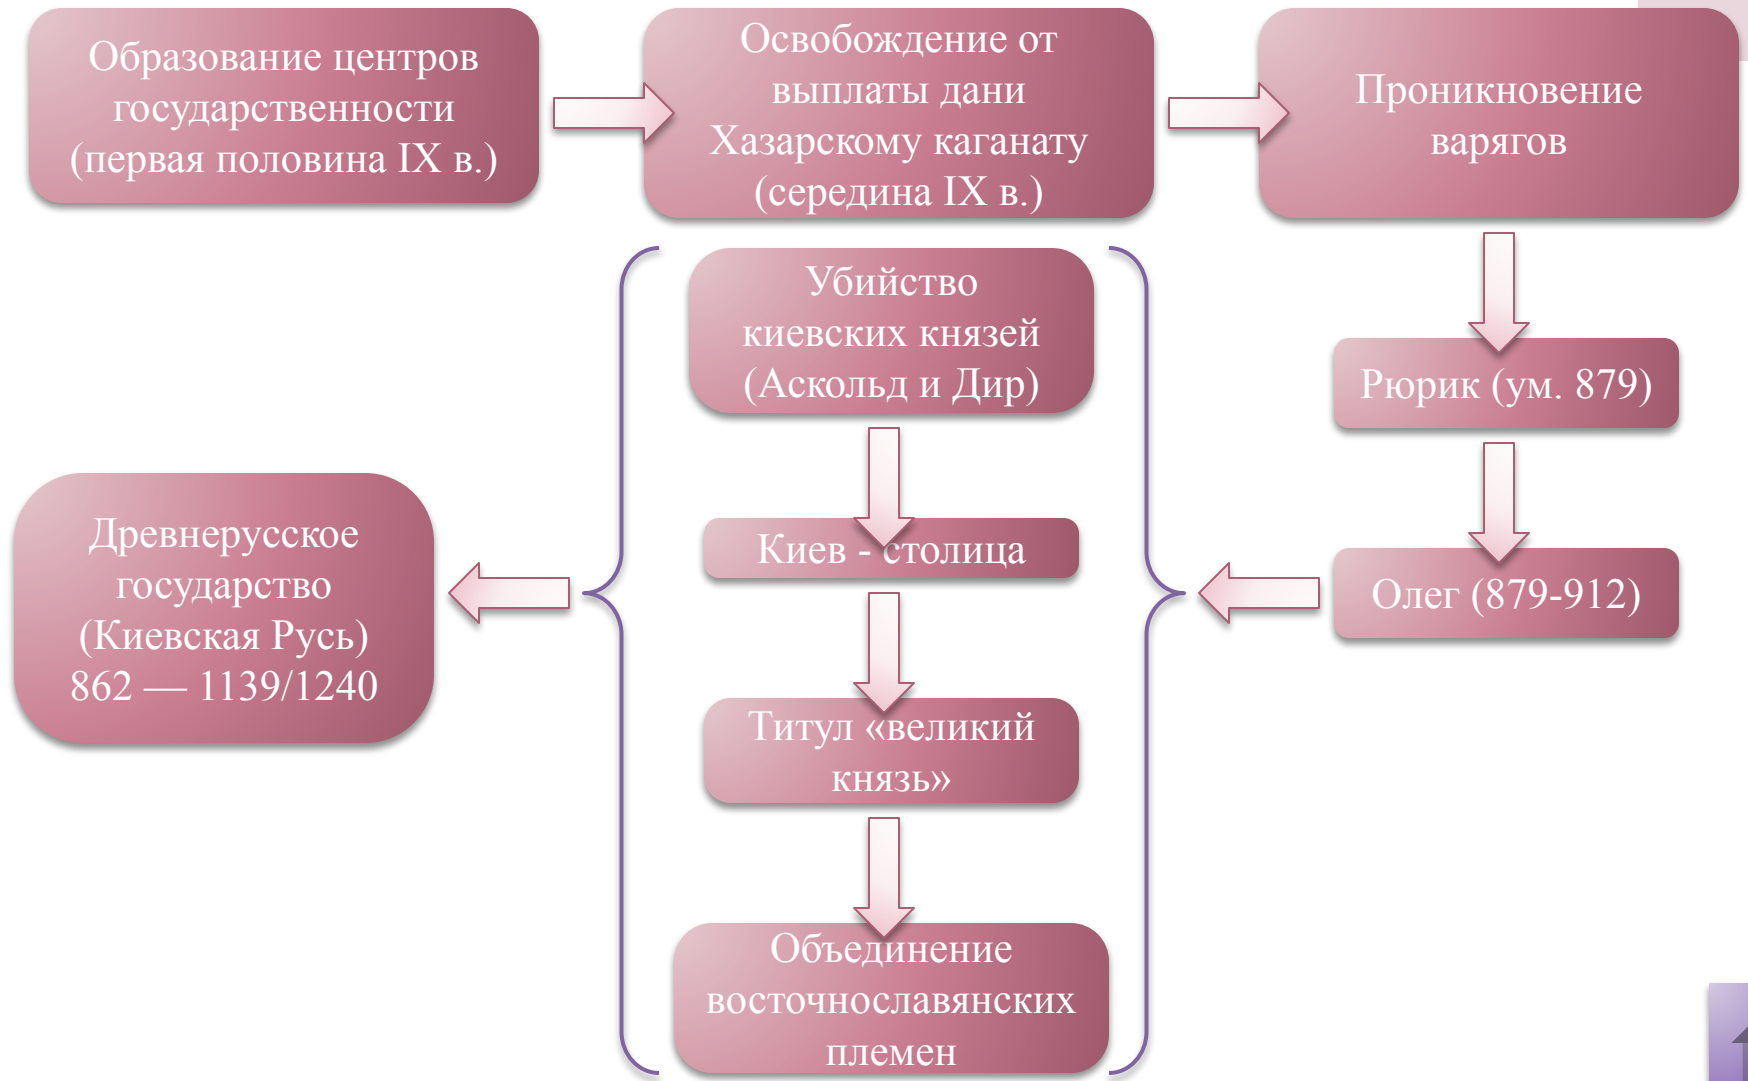 Образование центров
государственности
(первая половина IX в.)
Освобождение от
выплаты дани
Хазарскому каганату
(середина IX в.)
Проникновение
варягов
Рюрик (ум. 879)
Олег (879-912)
Убийство
киевских князей
(Аскольд и Дир)
Киев - столица
Титул «великий
князь»
Объединение
восточнославянских
племен
Древнерусское
государство
(Киевская Русь)
862 — 1139/1240